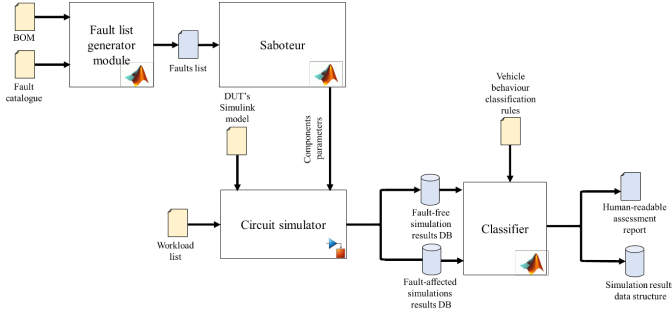 BOM
Fault
catalogue
Fault list
generator
module
Faults list
Saboteur
DUT's
Simulink
model
Components
parameters
Vehicle
behaviour
classification
rules
Workload
list
Circuit simulator
Fault-free
simulation
results DB
Fault-affected
simulations
results DB
Classifier
Human-readable
assessment
report
Simulation results
data structure